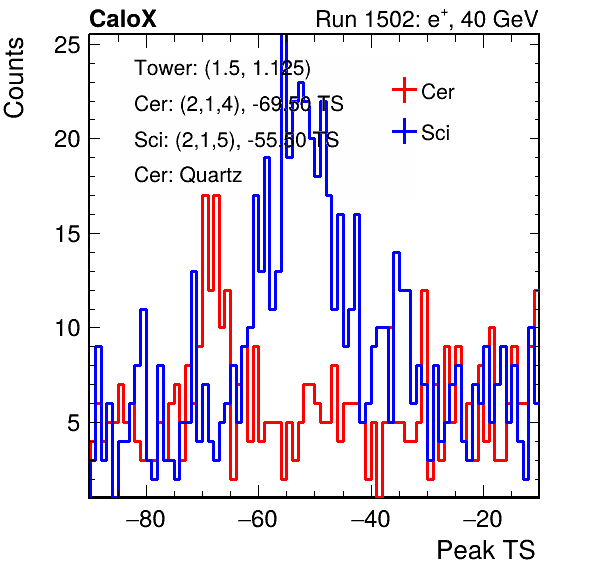 CaloX Run 1502: e+, 40 GeV
Counts
25
20
15
10
5
Tower: (1.5, 1.125)
Cer: (2,1,4), -69.50 TS
Sci: (2,1,5), -55.50 TS
Cer: Quartz
Cer
Sci
−80 −60 −40 −20
Peak TS